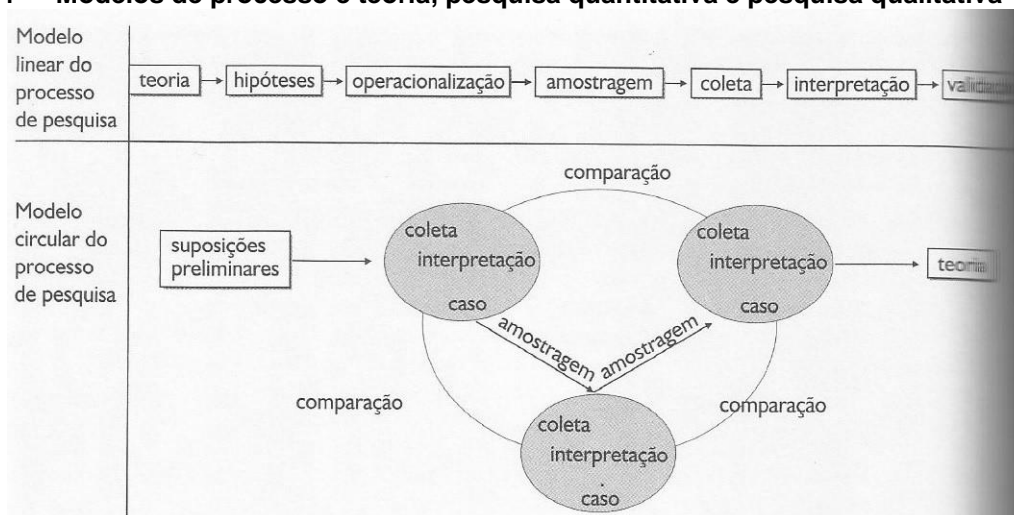 Modelos de processo e teoria, pesquisa quantitativa e pesquisa qualitativa
Modelo
linear do
processo
de pesquisa
teoria
hipóteses
operacionalização
amostragem
coleta
interpretação
Modelo
circular do
processo
de pesquisa
suposições
preliminares
comparação
coleta
interpretação
caso
coleta
interpretação
caso
teoria
amostragem
amostragem
comparação
comparação
coleta
interpretação
caso